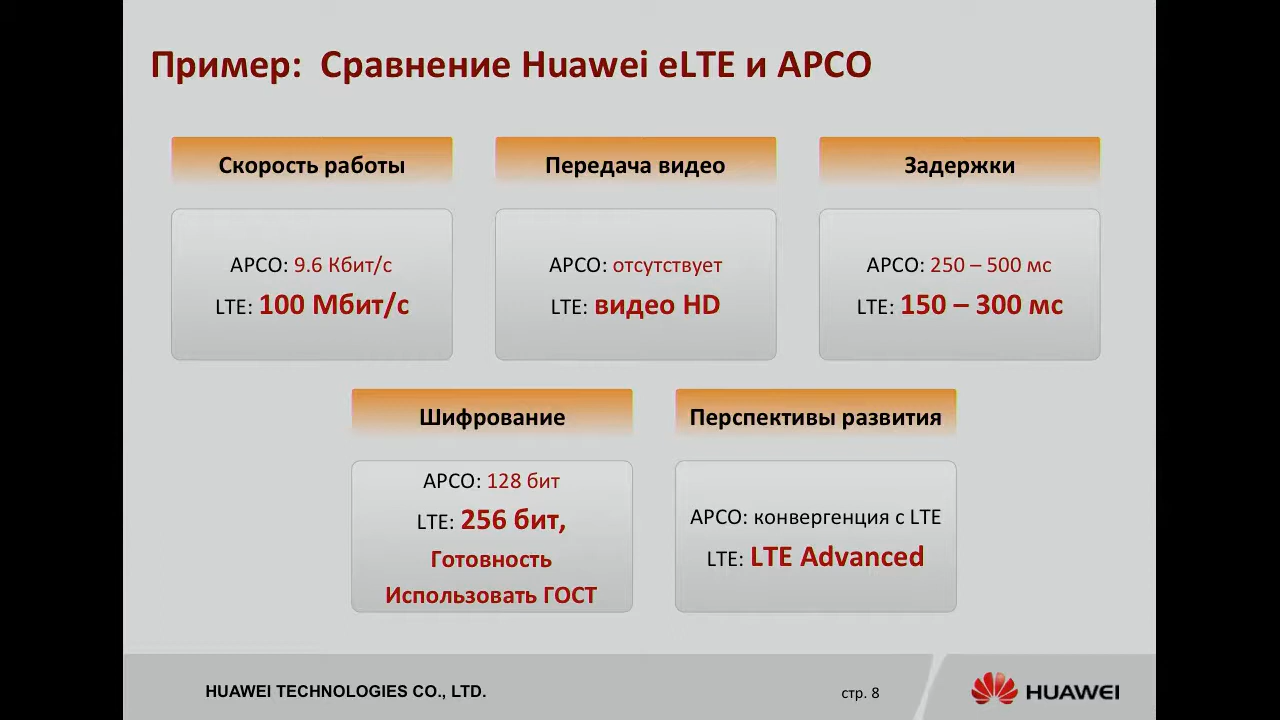 Пример: Сравнение Huawei eLTE и APCO
Скорость работы
APCO: 9.6 Кбит/с
LTE: 100 Мбит/с
Передача видео
APCO: отсутствует
LTE: видео HD
Задержки
APCO: 250 – 500 мс
LTE: 150 – 300 мс
Шифрование
APCO: 128 бит
LTE: 256 бит,
Готовность
Использовать ГОСТ
Перспективы развития
APCO: конвергенция с LTE
LTE: LTE Advanced
HUAWEI TECHNOLOGIES CO., LTD.
стр. 8
HUAWEI